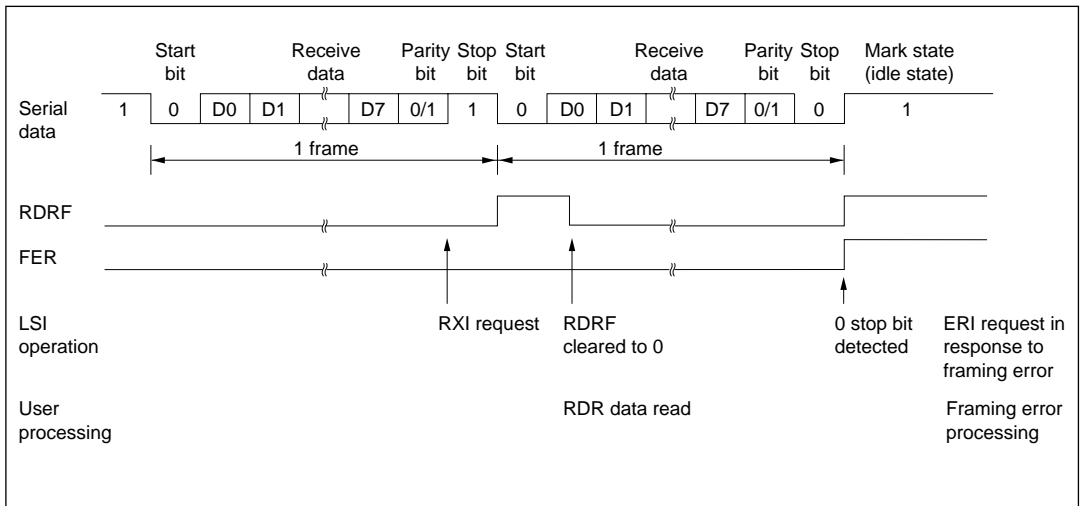 Start bit
Receive data
Parity bit
Stop bit
Start bit
Receive data
Parity bit
Stop bit
Mark state (idle state)
Serial data
1 0 D0 D1 D7 0/1 1 0 D0 D1 D7 0/1 0 1
1 frame
1 frame
RDRF
FER
LSI operation
RXI request
RDRF cleared to 0
0 stop bit detected
ERI request in response to framing error
User processing
RDR data read
Framing error processing